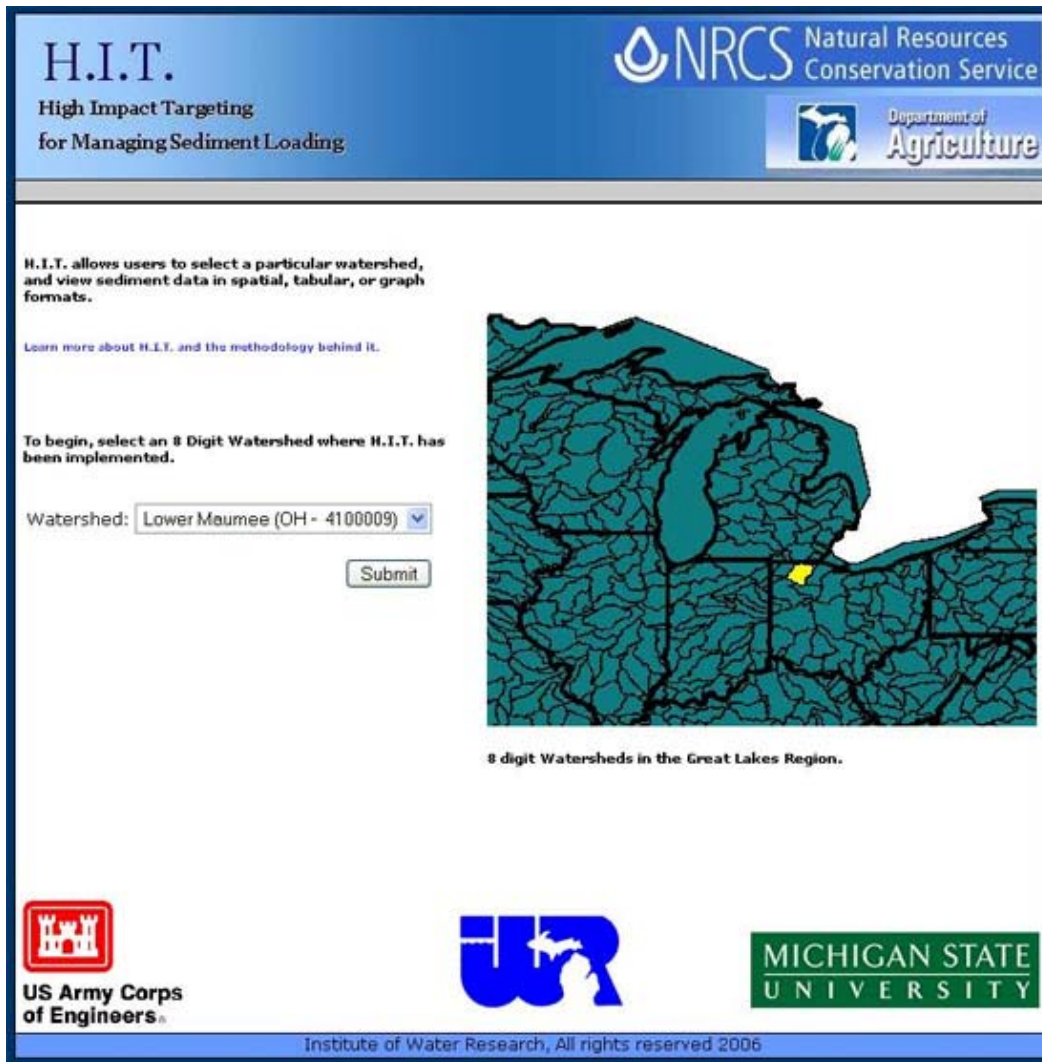 H.I.T.
High Impact Targeting
for Managing Sediment Loading
NRCS Natural Resources
Conservation Service
Department of
Agriculture
H.I.T. allows users to select a particular watershed,
and view sediment data in spatial, tabular, or graph
formats.
Learn more about H.I.T. and the methodology behind it.
To begin, select an 8 Digit Watershed where H.I.T. has
been implemented.
Watershed: Lower Maumee (OH - 4100009)
Submit
8 digit Watersheds in the Great Lakes Region.
US Army Corps
of Engineers®
IWR
MICHIGAN STATE
UNIVERSITY
Institute of Water Research, All rights reserved 2006